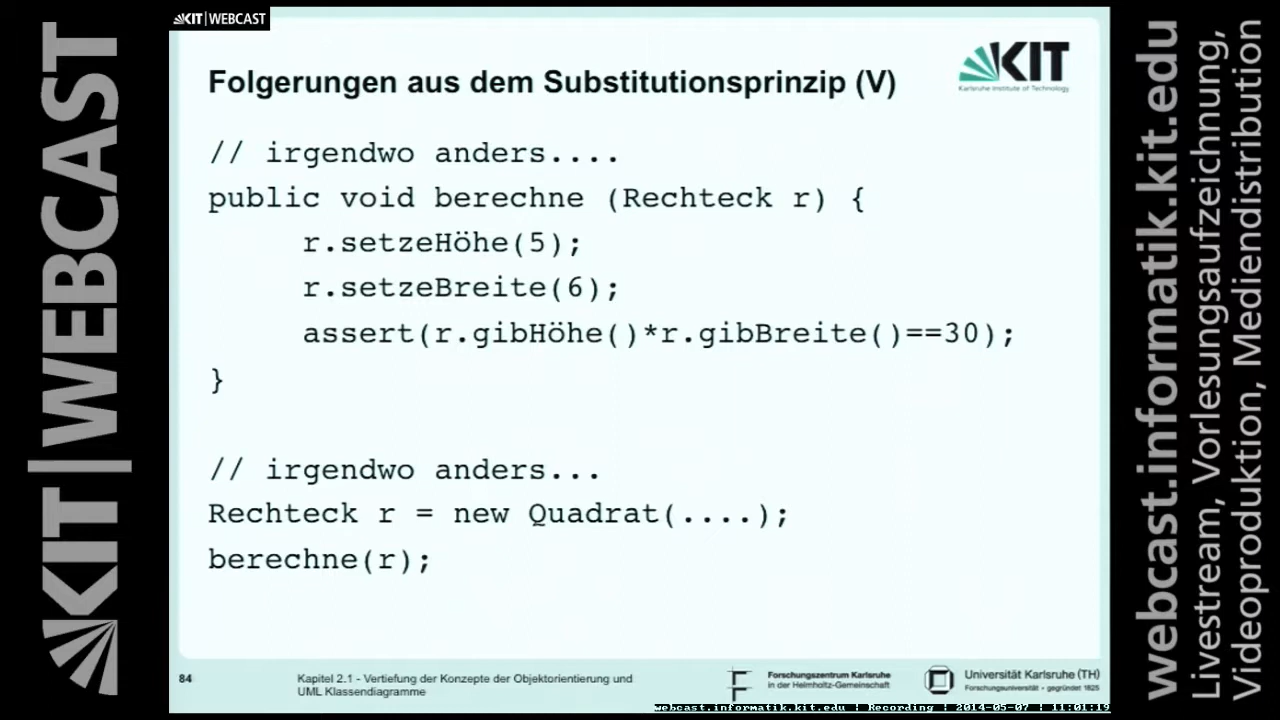 KIT|WEBCAST
KIT|WEBCAST
KIT
Karlsruhe Institute of Technology
Folgerungen aus dem Substitutionsprinzip (V)
// irgendwo anders....
public void berechne (Rechteck r) {
r.setzeHöhe(5);
r.setzeBreite(6);
assert(r.gibHöhe()*r.gibBreite()==30);
}
// irgendwo anders...
Rechteck r = new Quadrat(....);
berechne(r);
84
Kapitel 2.1 - Vertiefung der Konzepte der Objektorientierung und
UML Klassendiagramme
Forschungszentrum Karlsruhe
in der Helmholtz-Gemeinschaft
Universität Karlsruhe (TH)
Forschungsuniversität - gegründet 1825
webcast.informatik.kit.edu | Recording | 2014-05-07 | 11:01:19
webcast.informatik.kit.edu
Livestream, Vorlesungsaufzeichnung,
Videoproduktion, Mediendistribution